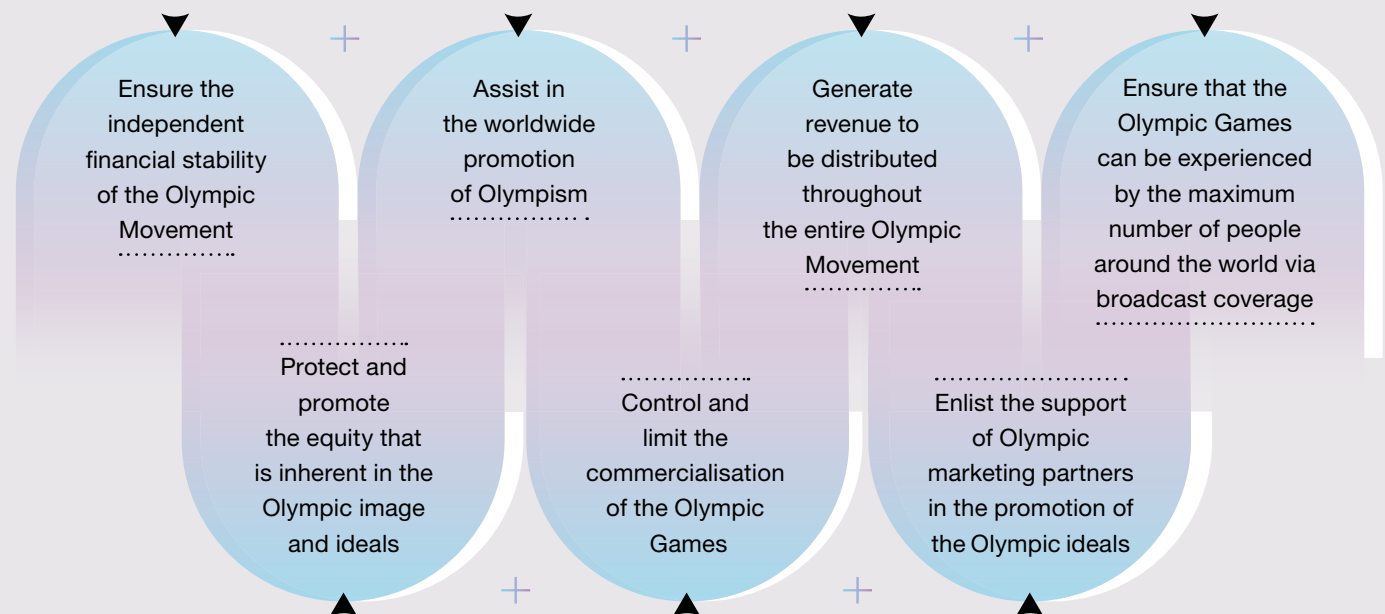 Ensure the
independent
financial stability
of the Olympic
Movement
Assist in
the worldwide
promotion
of Olympism
Generate
revenue to
be distributed
throughout
the entire Olympic
Movement
Ensure that the
Olympic Games
can be experienced
by the maximum
number of people
around the world via
broadcast coverage
Protect and
promote
the equity that
is inherent in the
Olympic image
and ideals
Control and
limit the
commercialisation
of the Olympic
Games
Enlist the support
of Olympic
marketing partners
in the promotion of
the Olympic ideals